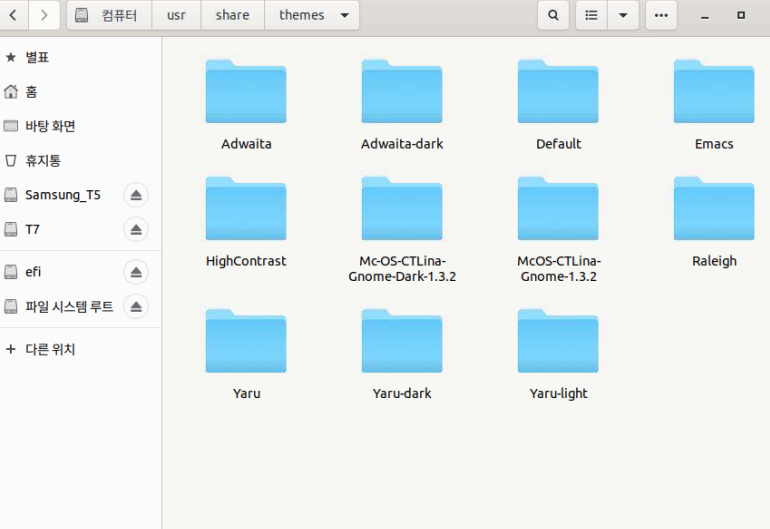 컴퓨터 usr share themes
별표
홈
바탕 화면
휴지통
Samsung_T5
T7
efi
파일 시스템 루트
다른 위치
Adwaita
Adwaita-dark
Default
Emacs
HighContrast
Mc-OS-CTLina-
Gnome-Dark-1.3.2
McOS-CTLina-
Gnome-1.3.2
Raleigh
Yaru
Yaru-dark
Yaru-light